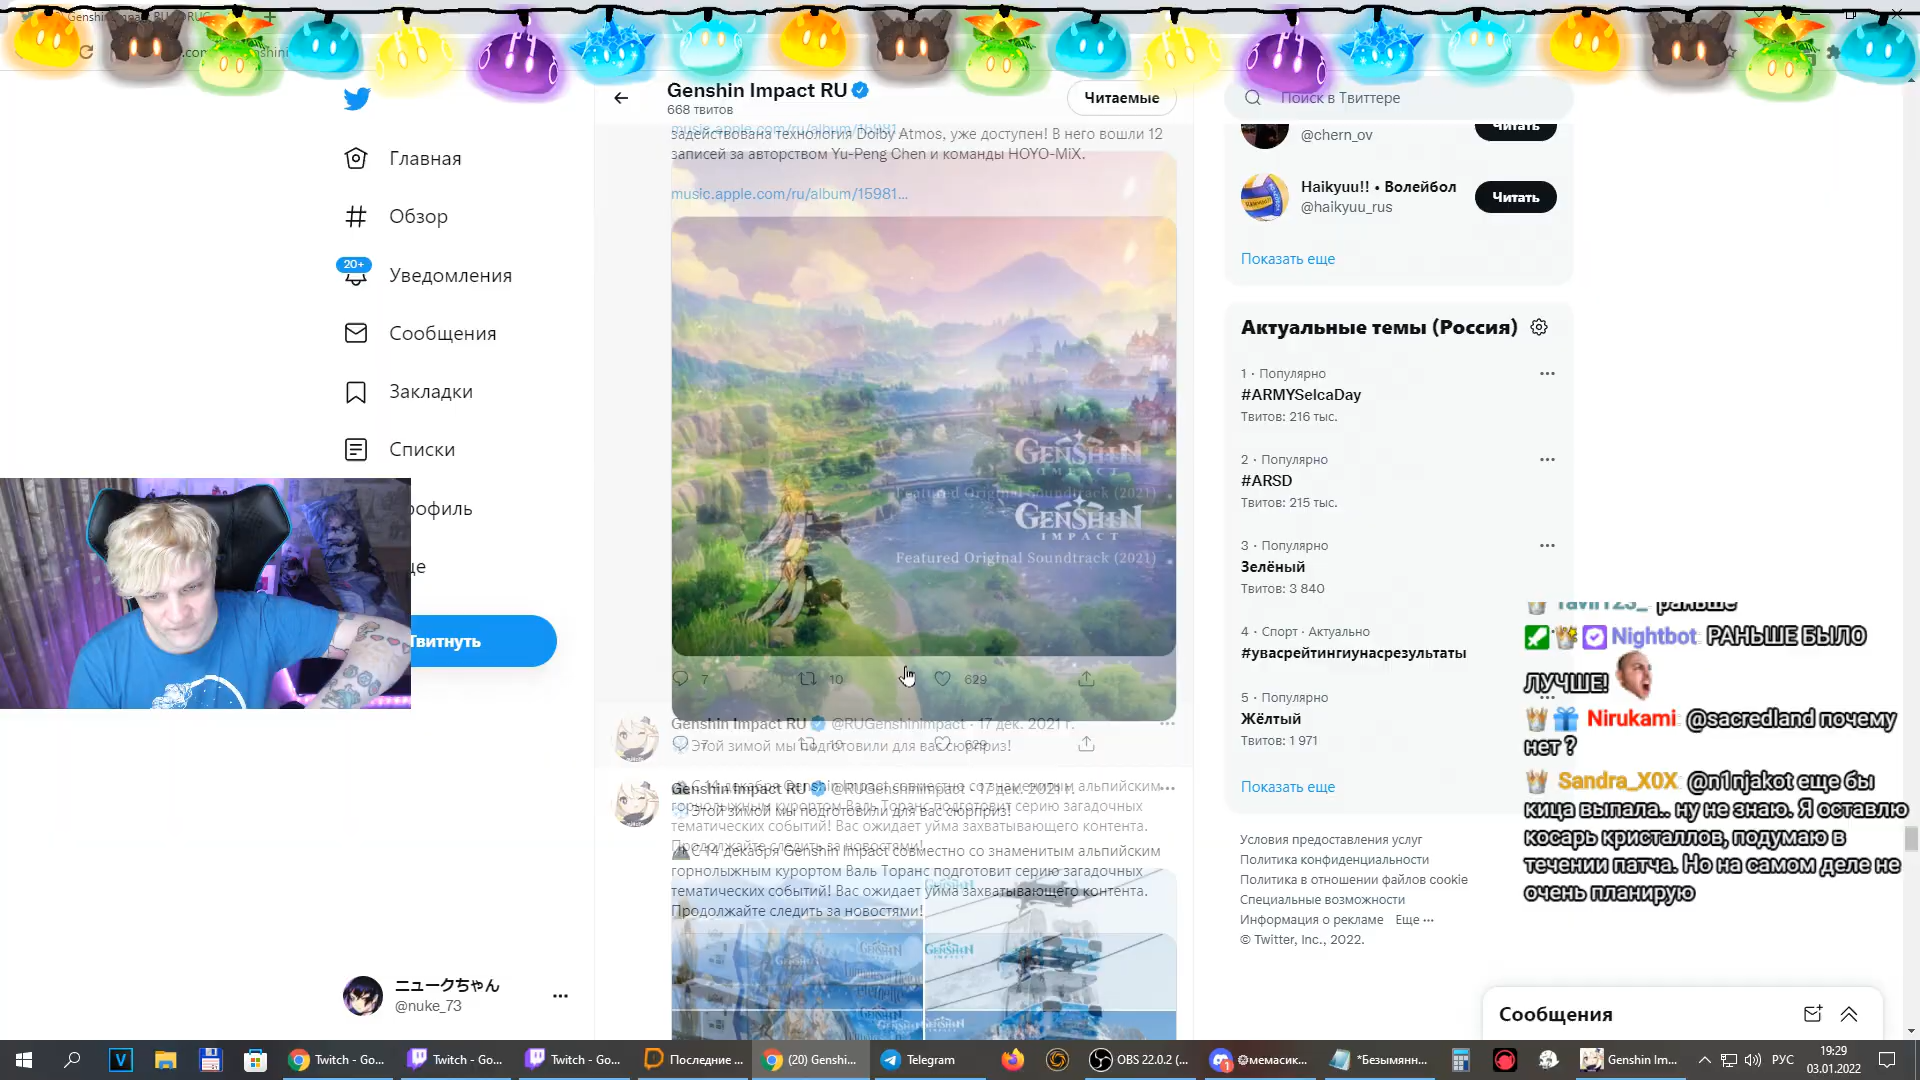 Genshin Impact RU
668 твитов
Читаемые
Поиск в Твиттере
Главная
Обзор
20+
Уведомления
Сообщения
Закладки
Списки
рофиль
ще
Твитнуть
ニュークちゃん
@nuke_73
задействована технология Dolby Atmos, уже доступен! В него вошли 12
записей за авторством Yu-Peng Chen и команды HOYO-MiX.
music.apple.com/ru/album/15981...
GENSHIN
IMPACT
Featured Original Soundtrack (2021)
GENSHIN
IMPACT
Featured Original Soundtrack (2021)
7
10
629
Genshin Impact RU @RUGenshinImpact · 17 дек. 2021 г.
Этой зимой мы подготовили для вас сюрприз!
Genshin Impact RU @RUGenshinImpact · 17 дек. 2021 г.
Этой зимой мы подготовили для вас сюрприз!
С 14 декабря Genshin Impact совместно со знаменитым альпийским
горнолыжным курортом Валь Торанс подготовит серию загадочных
тематических событий! Вас ожидает уйма захватывающего контента.
Продолжайте следить за новостями!
@chern_ov
Читать
Haikyuu!! • Волейбол
@haikyuu_rus
Читать
Показать еще
Актуальные темы (Россия)
1 · Популярно
#ARMYSelcaDay
Твитов: 216 тыс.
2 · Популярно
#ARSD
Твитов: 215 тыс.
3 · Популярно
Зелёный
Твитов: 3 840
4 · Спорт · Актуально
#увасрейтингиунасрезультаты
5 · Популярно
Жёлтый
Твитов: 1 971
Показать еще
Условия предоставления услуг
Политика конфиденциальности
Политика в отношении файлов cookie
Специальные возможности
Информация о рекламе Еще ···
© Twitter, Inc., 2022.
раньше
Nightbot РАНЬШЕ БЫЛО
ЛУЧШЕ!
Nirukami @sacredland почему
нет ?
Sandra_X0X @n1njakot еще бы
кица выпала.. ну не знаю. Я оставлю
косарь кристаллов, подумаю в
течении патча. Но на самом деле не
очень планирую
Сообщения
Twitch - Go...
Twitch - Go...
Twitch - Go...
Последние ...
(20) Genshi...
Telegram
OBS 22.0.2 (...
@мемасик...
*Безымянн...
Genshin Im...
РУС
19:29
03.01.2022